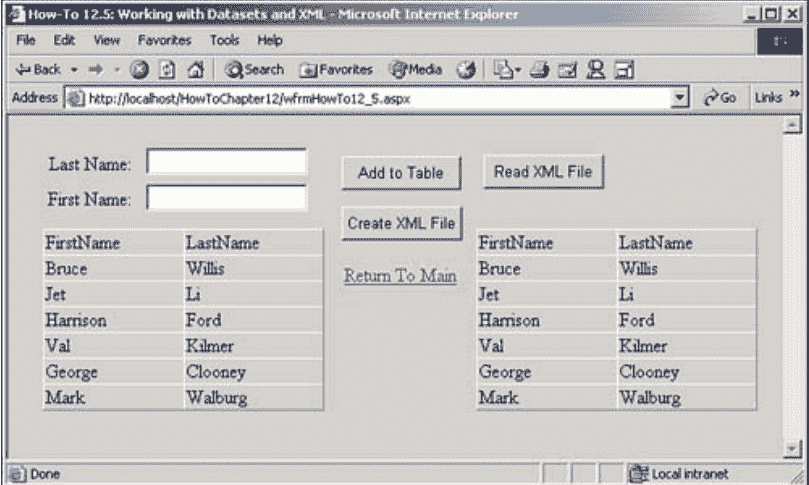 How-To 12.5: Working with Datasets and XML - Microsoft Internet Explorer
File Edit View Favorites Tools Help
Back Search Favorites Media
Address http://localhost/HowToChapter12/wfrmHowTo12_5.aspx Go Links »
Last Name:
First Name:
Add to Table Read XML File
Create XML File
Return To Main
FirstName LastName
Bruce Willis
Jet Li
Harrison Ford
Val Kilmer
George Clooney
Mark Walburg
FirstName LastName
Bruce Willis
Jet Li
Harrison Ford
Val Kilmer
George Clooney
Mark Walburg
Done Local intranet